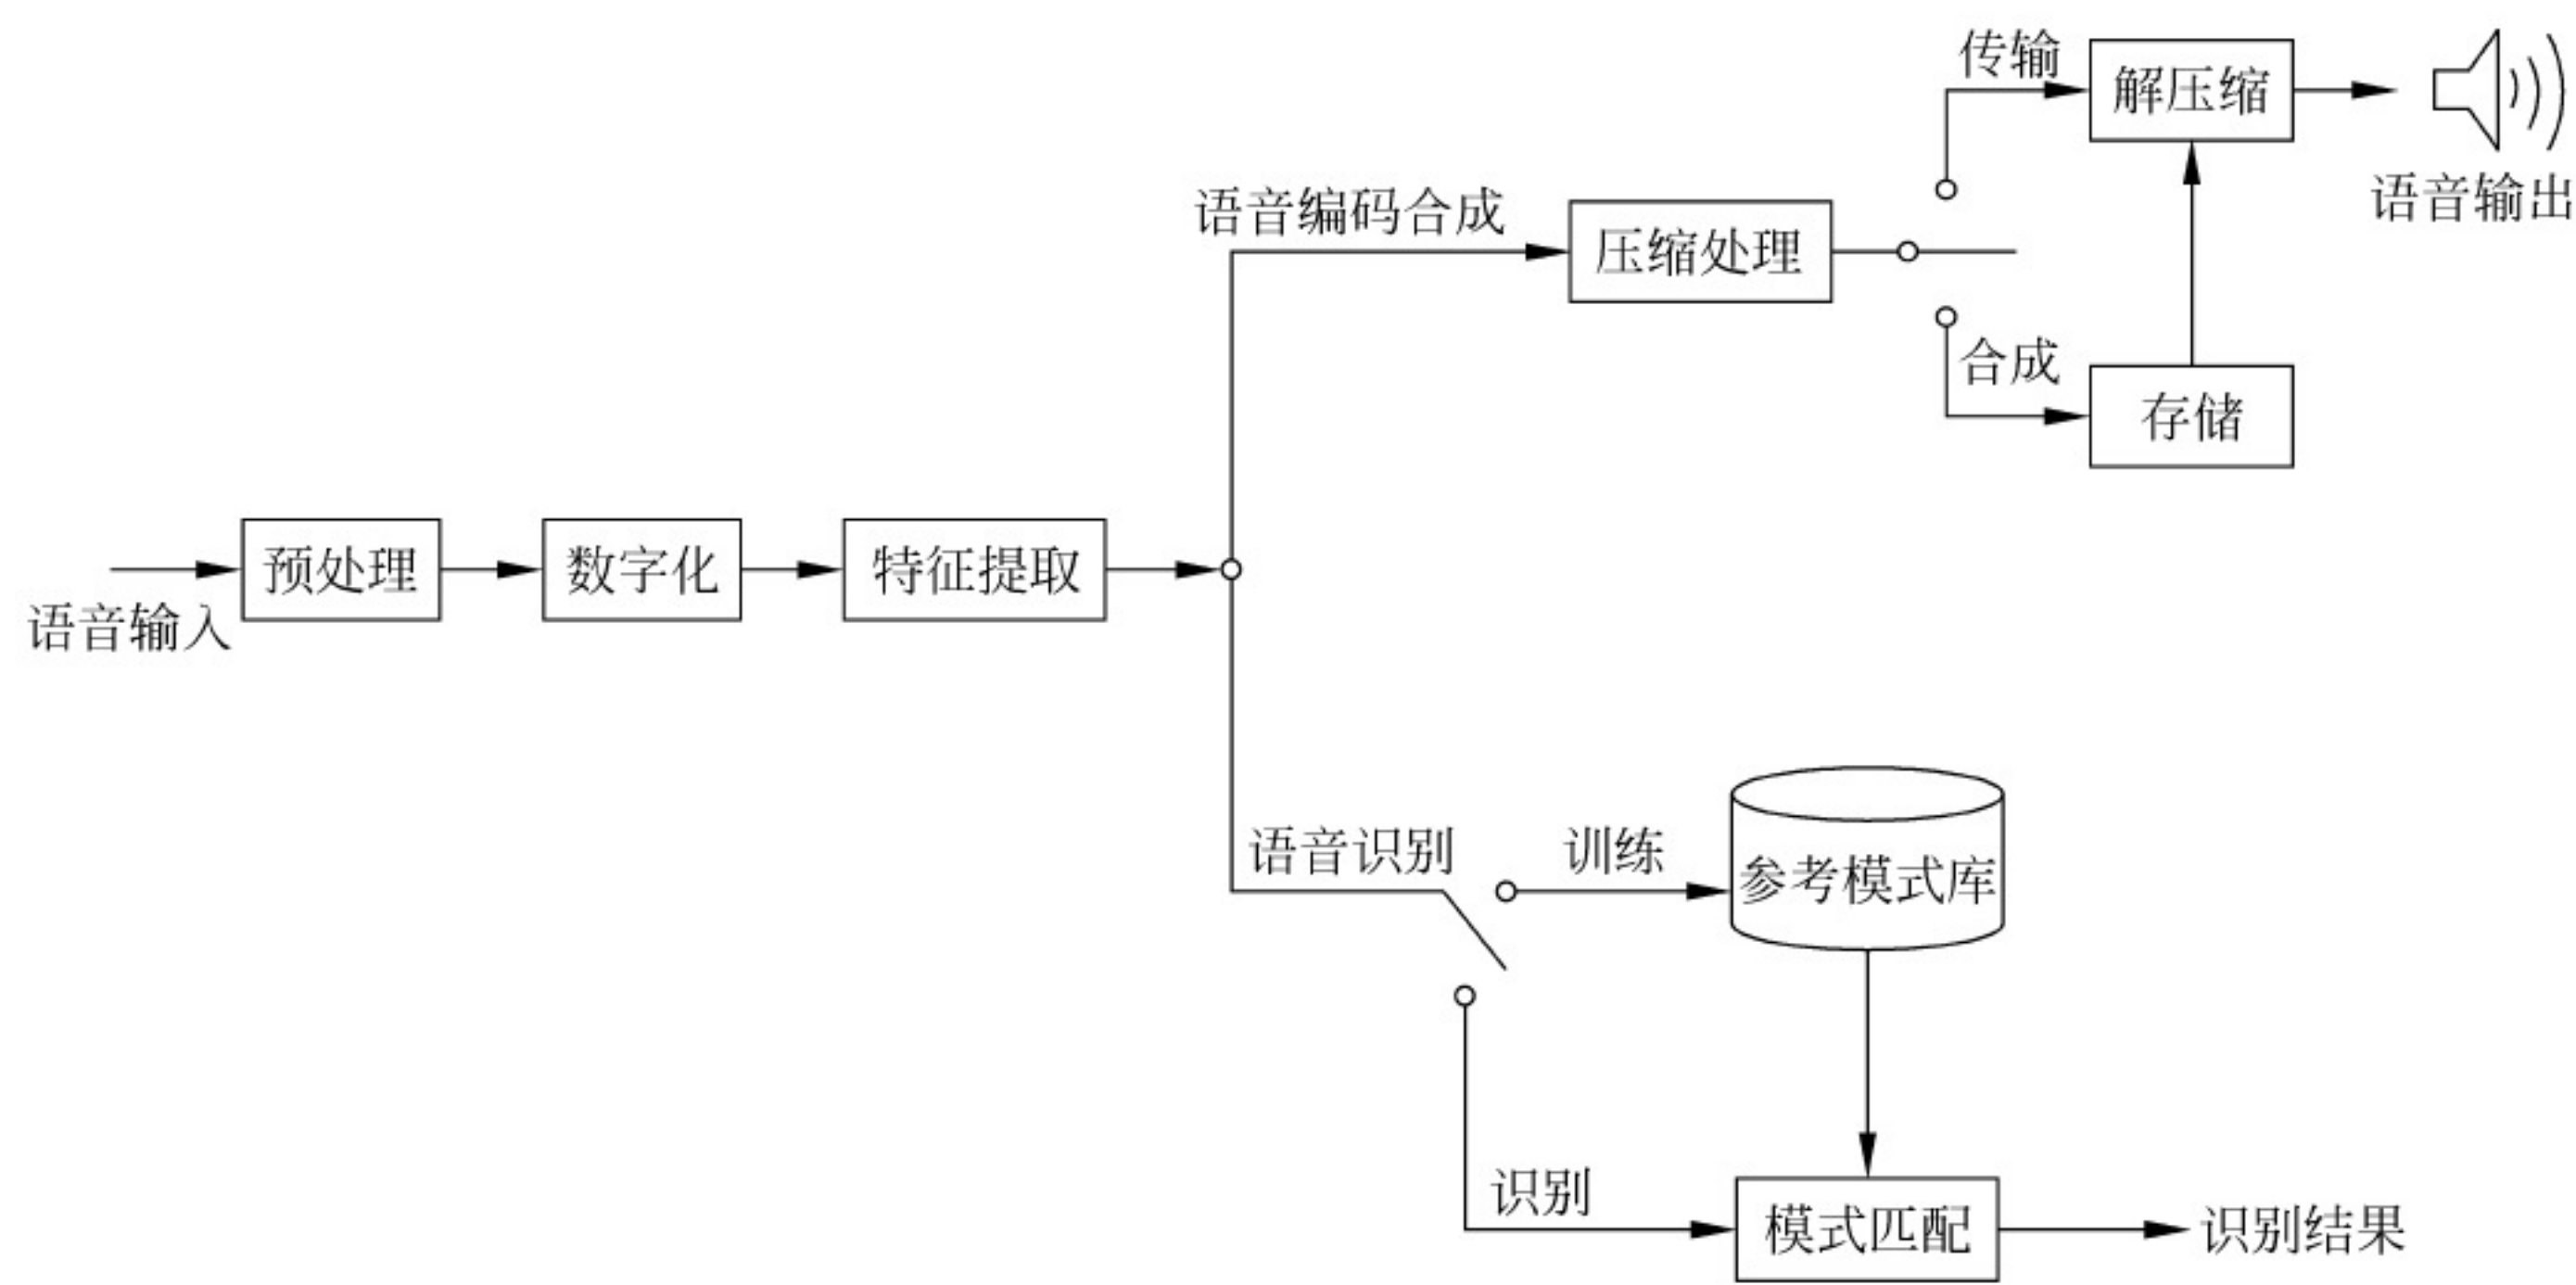 传输
解压缩
语音输出
语音编码合成
压缩处理
合成
存储
语音输入
预处理
数字化
特征提取
语音识别
训练
参考模式库
识别
模式匹配
识别结果